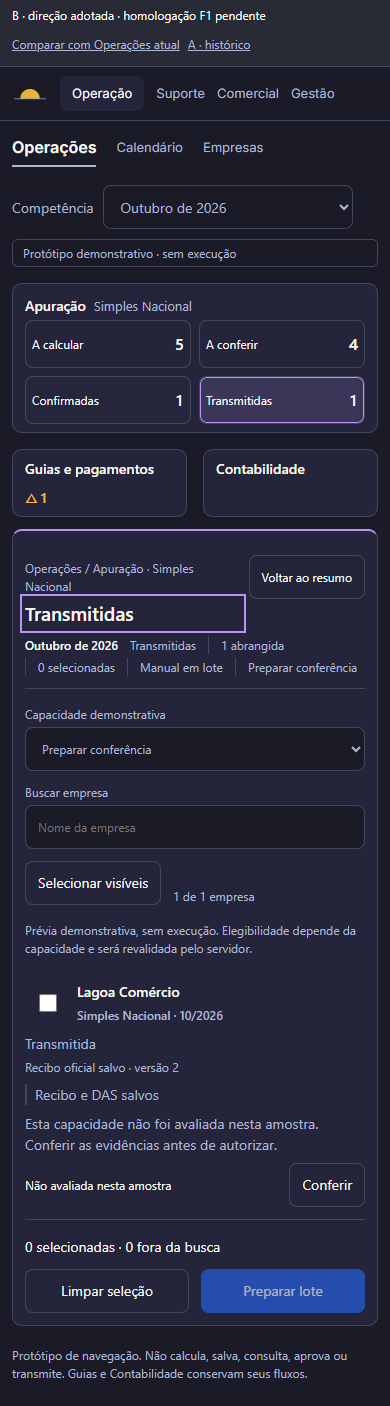 B · direção adotada · homologação F1 pendente
Comparar com Operações atual A · histórico
Operação Suporte Comercial Gestão
Operações Calendário Empresas
Competência Outubro de 2026
Protótipo demonstrativo · sem execução
Apuração Simples Nacional
A calcular 5 A conferir 4
Confirmadas 1 Transmitidas 1
Guias e pagamentos Contabilidade
△ 1
Operações / Apuração · Simples
Nacional
Voltar ao resumo
Transmitidas
Outubro de 2026 Transmitidas 1 abrangida
0 selecionadas Manual em lote Preparar conferência
Capacidade demonstrativa
Preparar conferência
Buscar empresa
Nome da empresa
Selecionar visíveis 1 de 1 empresa
Prévia demonstrativa, sem execução. Elegibilidade depende da
capacidade e será revalidada pelo servidor.
Lagoa Comércio
Simples Nacional · 10/2026
Transmitida
Recibo oficial salvo · versão 2
Recibo e DAS salvos
Esta capacidade não foi avaliada nesta amostra.
Conferir as evidências antes de autorizar.
Não avaliada nesta amostra Conferir
0 selecionadas · 0 fora da busca
Limpar seleção Preparar lote
Protótipo de navegação. Não calcula, salva, consulta, aprova ou
transmite. Guias e Contabilidade conservam seus fluxos.